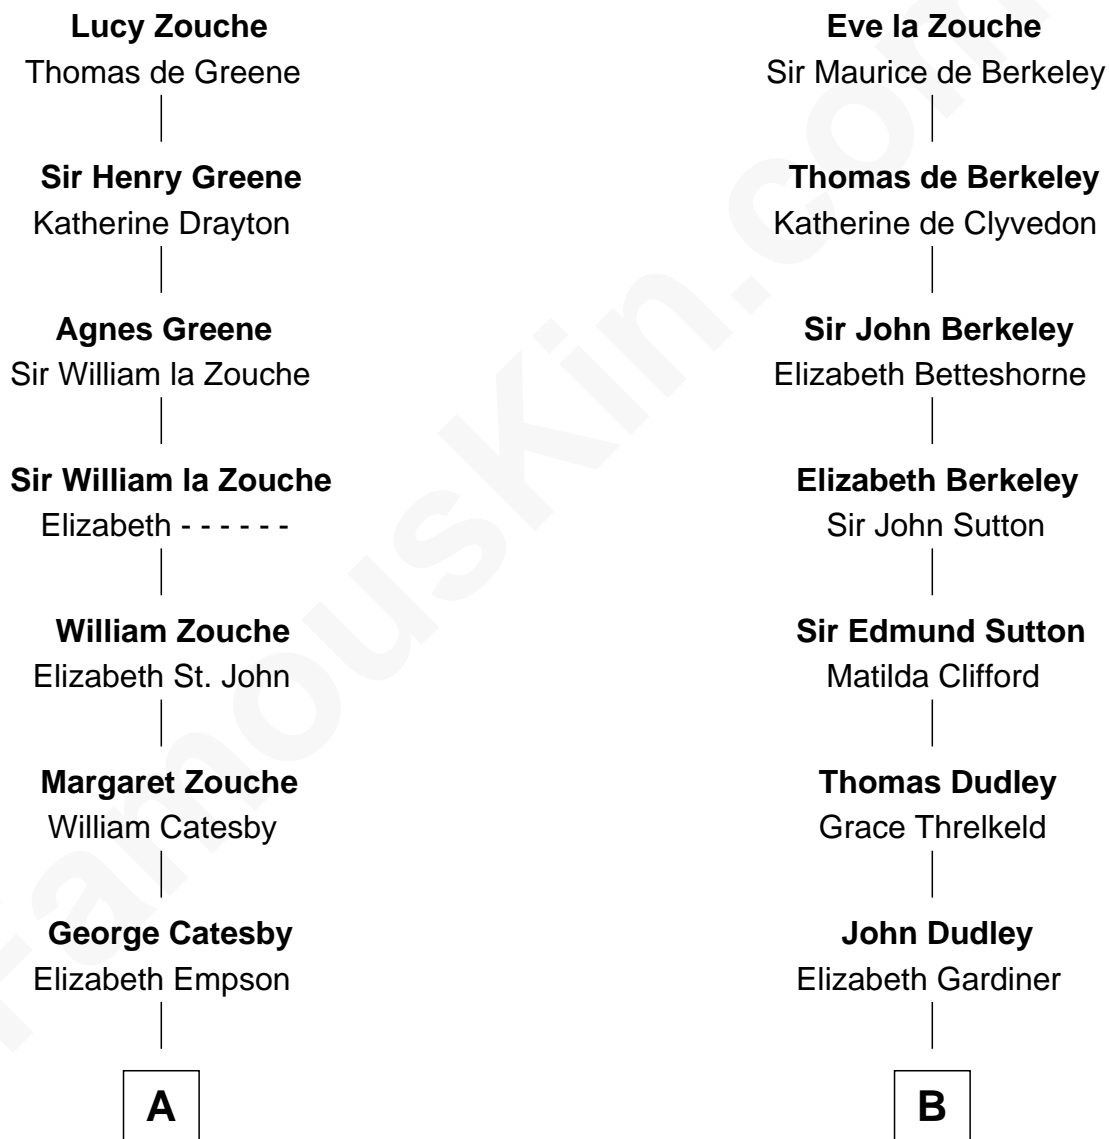 Lucy Zouche
Thomas de Greene
Sir Henry Greene
Katherine Drayton
Agnes Greene
Sir William la Zouche
Sir William la Zouche
Elizabeth - - - - - -
William Zouche
Elizabeth St. John
Margaret Zouche
William Catesby
George Catesby
Elizabeth Empson
A
Eve la Zouche
Sir Maurice de Berkeley
Thomas de Berkeley
Katherine de Clyvedon
Sir John Berkeley
Elizabeth Betteshorne
Elizabeth Berkeley
Sir John Sutton
Sir Edmund Sutton
Matilda Clifford
Thomas Dudley
Grace Threlkeld
John Dudley
Elizabeth Gardiner
B
FamousKin.com